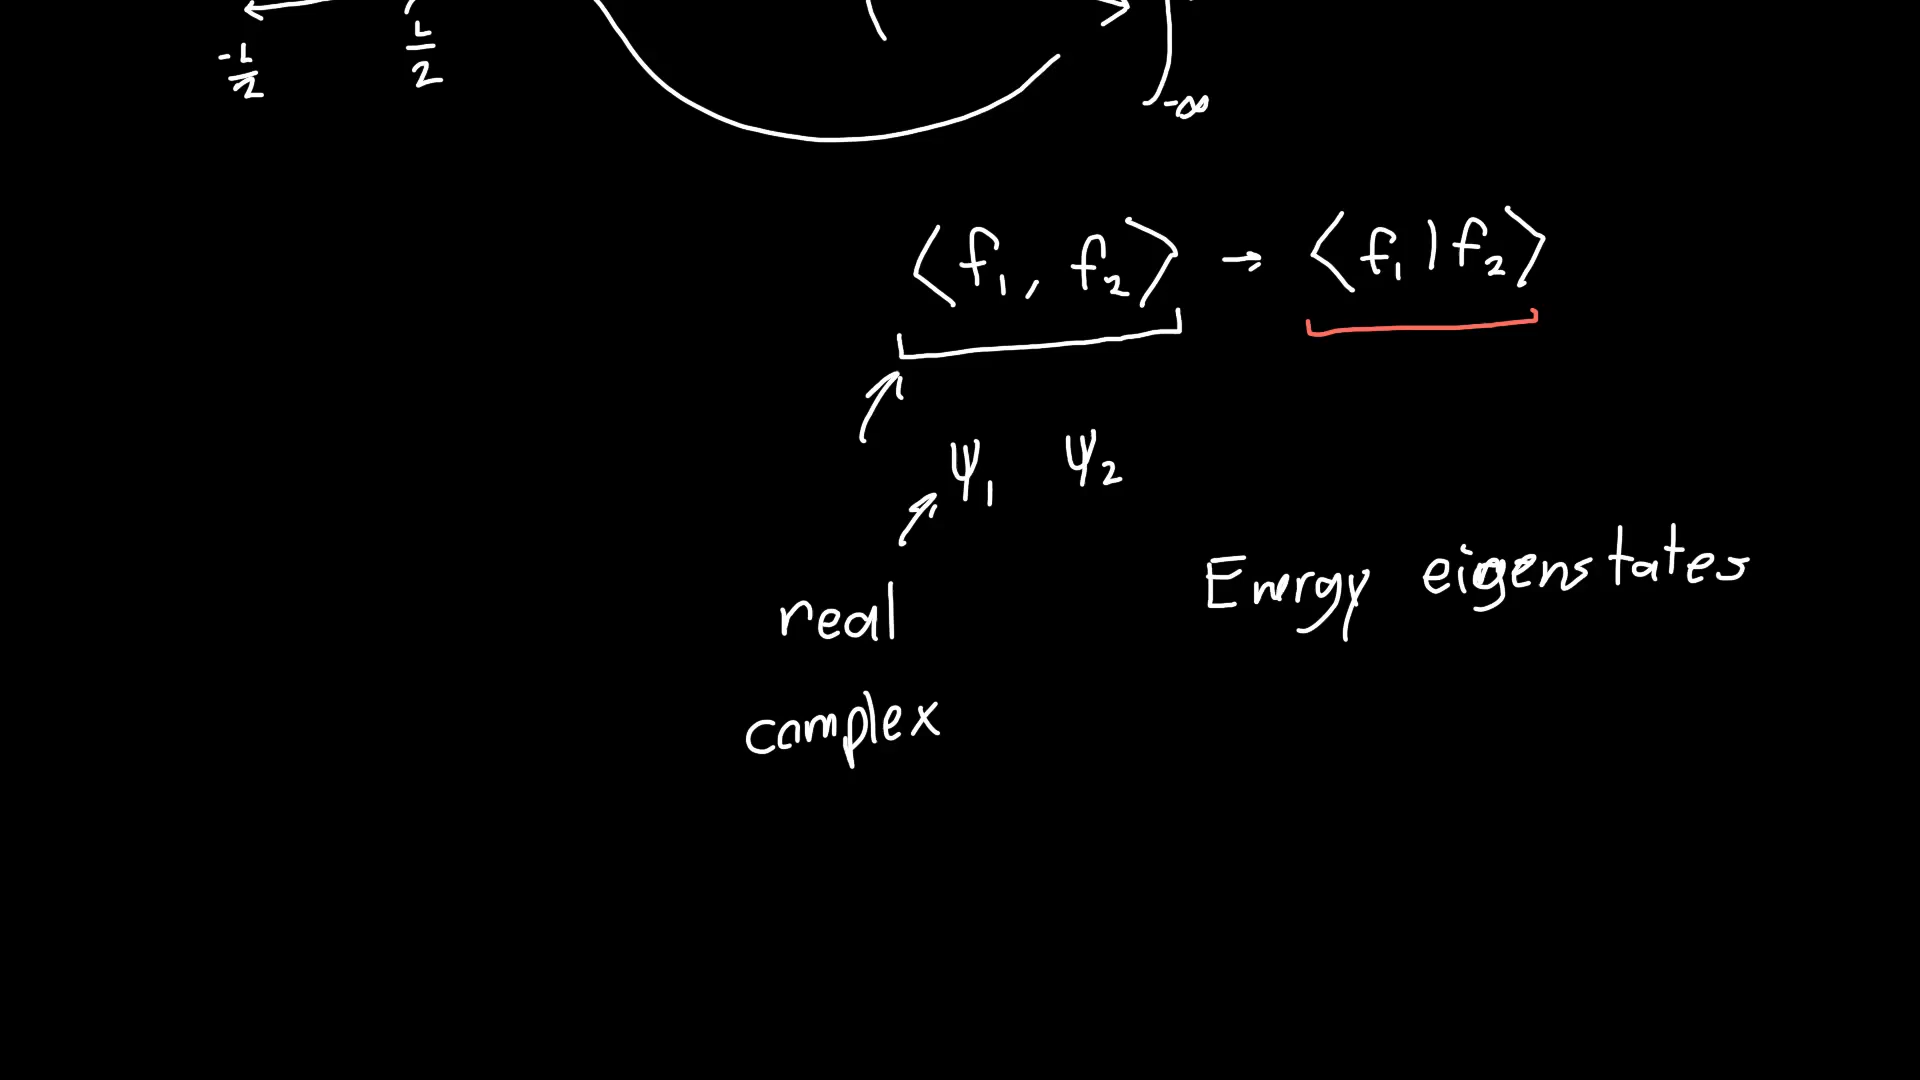 -L/2
L/2
-∞
⟨f₁, f₂⟩ → ⟨f₁|f₂⟩
ψ₁ ψ₂
Energy eigenstates
real
complex